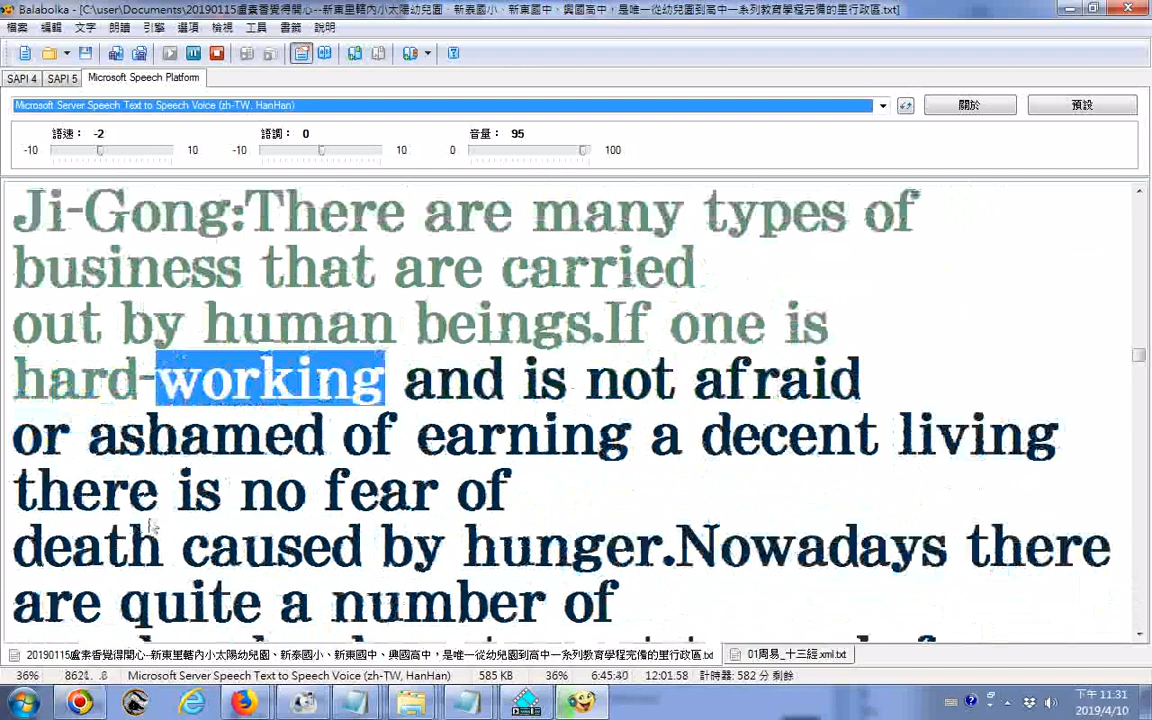 Balabolka - [C:\user\Documents\20190115盧素香覺得開心--新東里轄內小太陽幼兒園、新泰國小、新東國中、興國高中，是唯一從幼兒園到高中一系列教育學程完備的里行政區.txt]
檔案 編輯 文字 朗讀 引擎 選項 檢視 工具 書籤 說明
SAPI 4 SAPI 5 Microsoft Speech Platform
Microsoft Server Speech Text to Speech Voice (zh-TW, HanHan) 關於 預設
語速： -2 語調： 0 音量： 95
-10 10 -10 10 0 100
Ji-Gong:There are many types of
business that are carried
out by human beings.If one is
hard-working and is not afraid
or ashamed of earning a decent living
there is no fear of
death caused by hunger.Nowadays there
are quite a number of
20190115盧素香覺得開心--新東里轄內小太陽幼兒園、新泰國小、新東國中、興國高中，是唯一從幼兒園到高中一系列教育學程完備的里行政區.txt 01周易_十三經.xml.txt
36% Microsoft Server Speech Text to Speech Voice (zh-TW, HanHan) 585 KB 36% 6:45:40 12:01.58 計時器: 582 分 剩餘
下午 11:31
2019/4/10